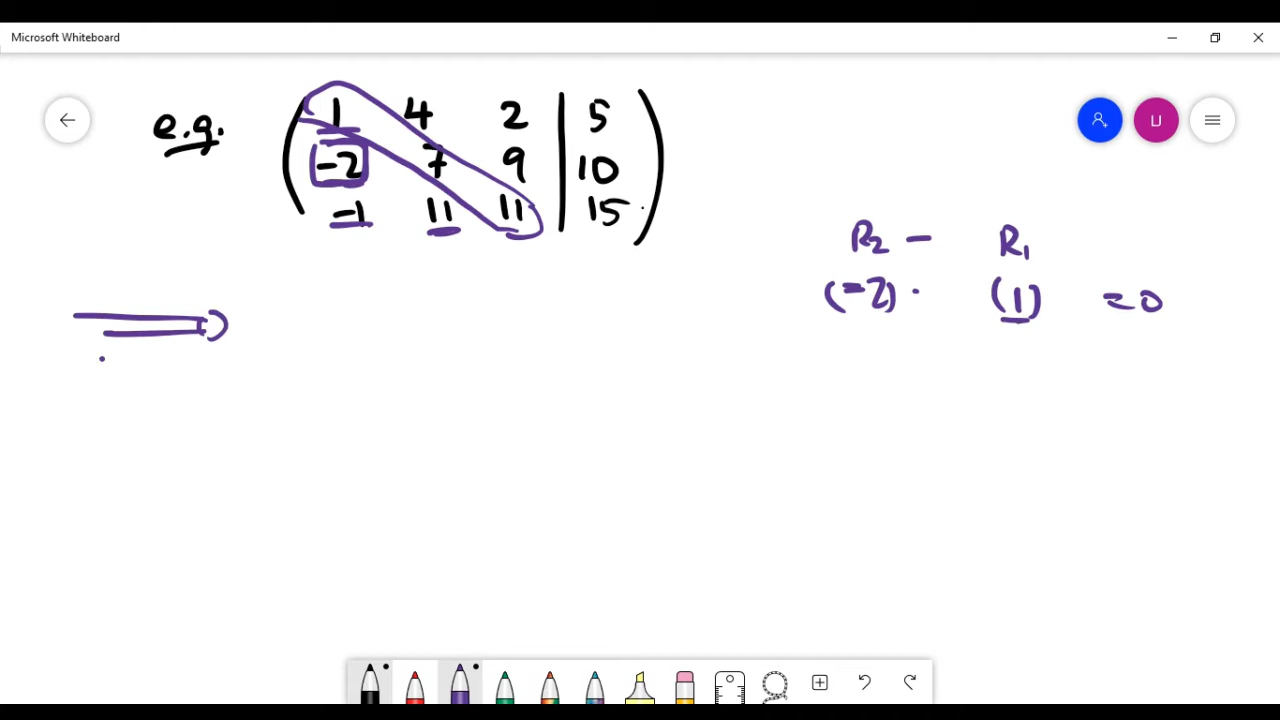 Microsoft Whiteboard
e.g.
1 4 2 | 5
-2 7 9 | 10
-1 11 11 | 15
LJ
R2 - R1
(-2) · (1) = 0